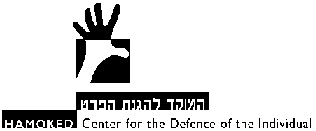 המוקד להגנת הפרט
HAMOKED Center for the Defence of the Individual